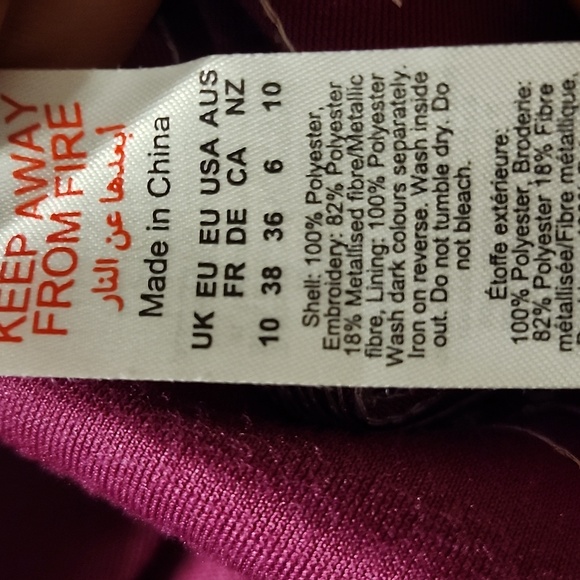 KEEP AWAY
FROM FIRE
أبعدها عن النار
Made in China
UK EU EU USA AUS
FR DE CA NZ
10 38 36 6 10
Shell: 100% Polyester,
Embroidery: 82% Polyester
18% Metallised fibre/Metallic
fibre, Lining: 100% Polyester
Wash dark colours separately.
Iron on reverse. Wash inside
out. Do not tumble dry. Do
not bleach.
Étoffe extérieure:
100% Polyester, Broderie:
82% Polyester 18% Fibre
métallisée/Fibre métallique,